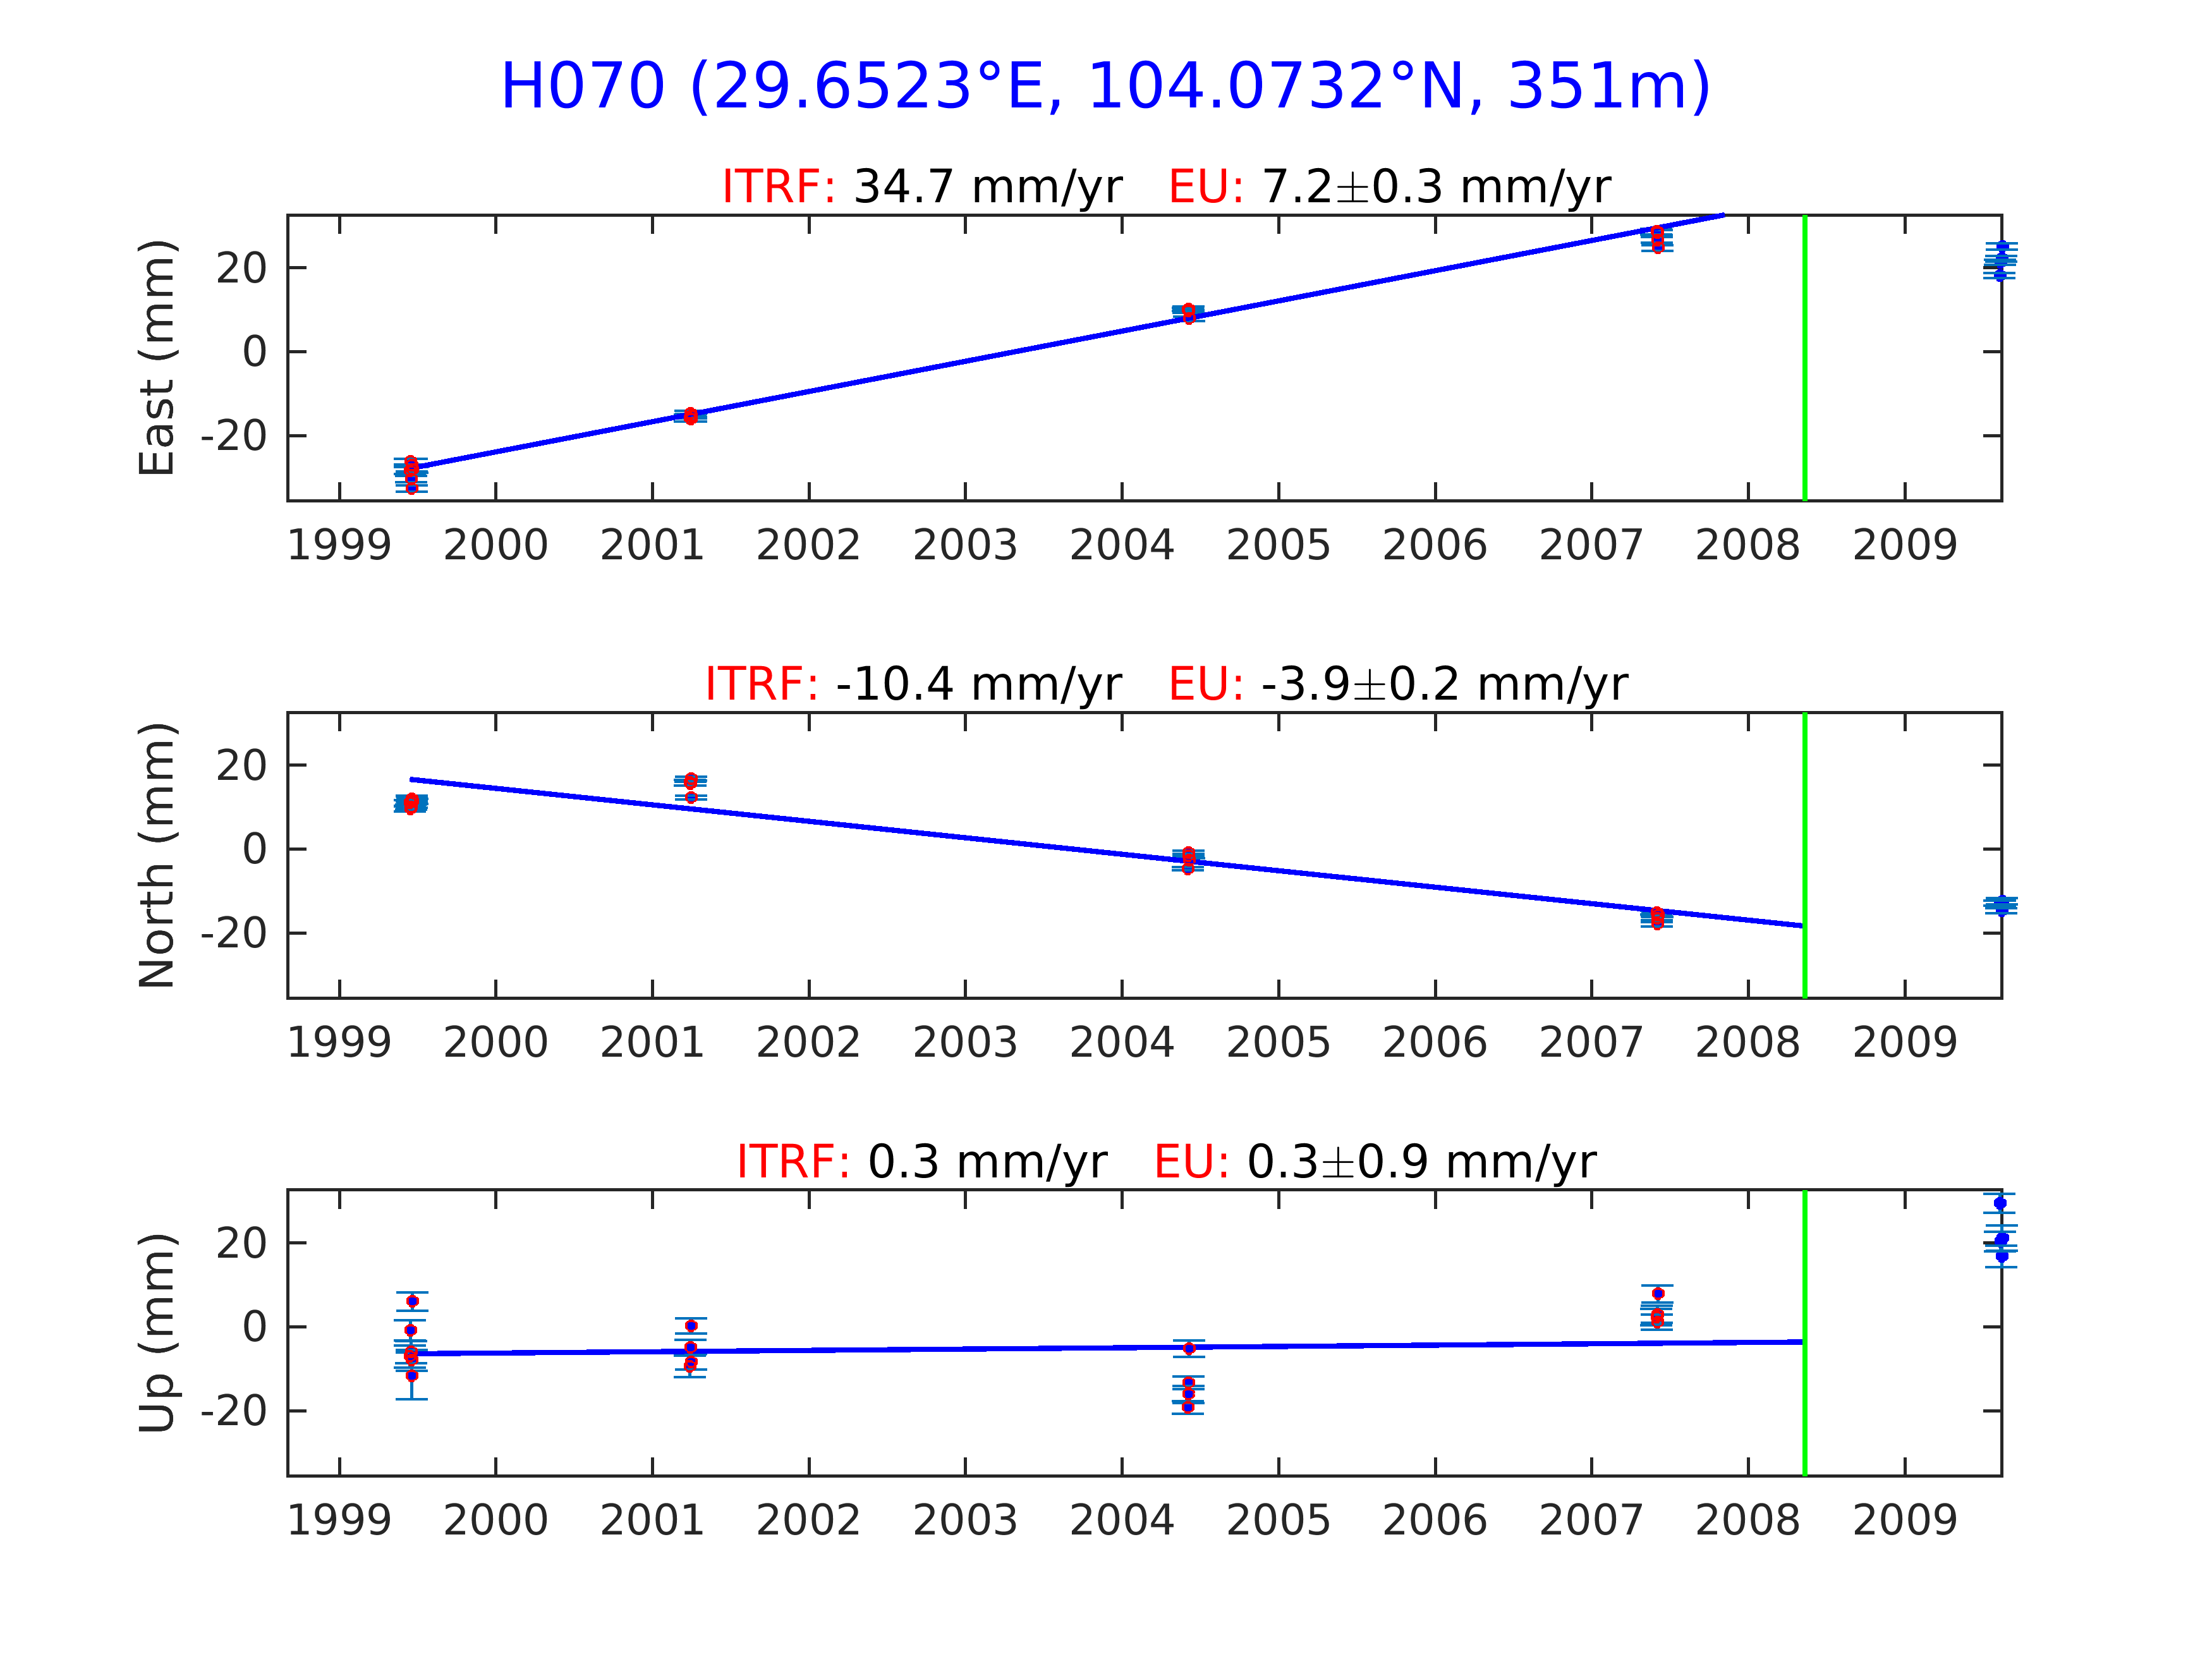 H070 (29.6523°E, 104.0732°N, 351m)
ITRF: 34.7 mm/yr EU: 7.2±0.3 mm/yr
East (mm)
20
0
-20
1999 2000 2001 2002 2003 2004 2005 2006 2007 2008 2009
ITRF: -10.4 mm/yr EU: -3.9±0.2 mm/yr
North (mm)
20
0
-20
1999 2000 2001 2002 2003 2004 2005 2006 2007 2008 2009
ITRF: 0.3 mm/yr EU: 0.3±0.9 mm/yr
Up (mm)
20
0
-20
1999 2000 2001 2002 2003 2004 2005 2006 2007 2008 2009